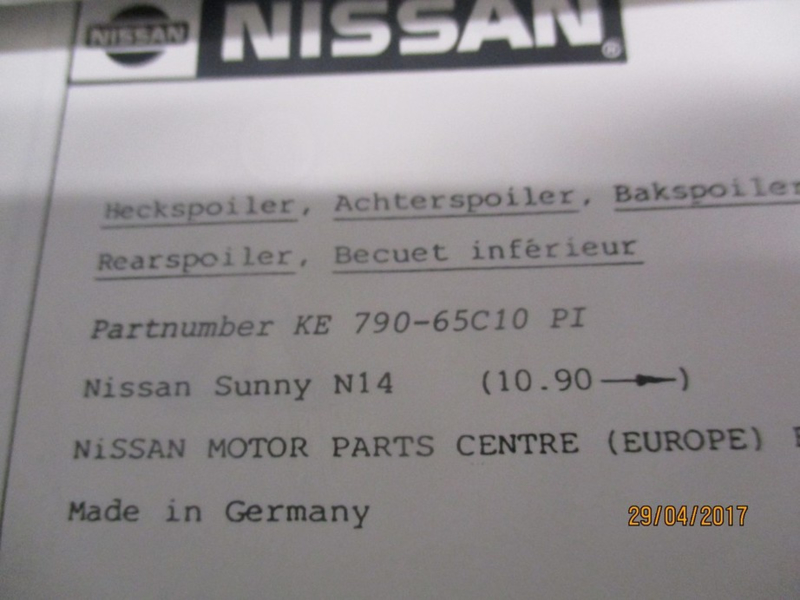 NISSAN NISSAN®
Heckspoiler, Achterspoiler, Bakspoiler
Rearspoiler, Becuet inférieur
Partnumber KE 790-65C10 PI
Nissan Sunny N14 (10.90→)
NiSSAN MOTOR PARTS CENTRE (EUROPE)
Made in Germany
29/04/2017